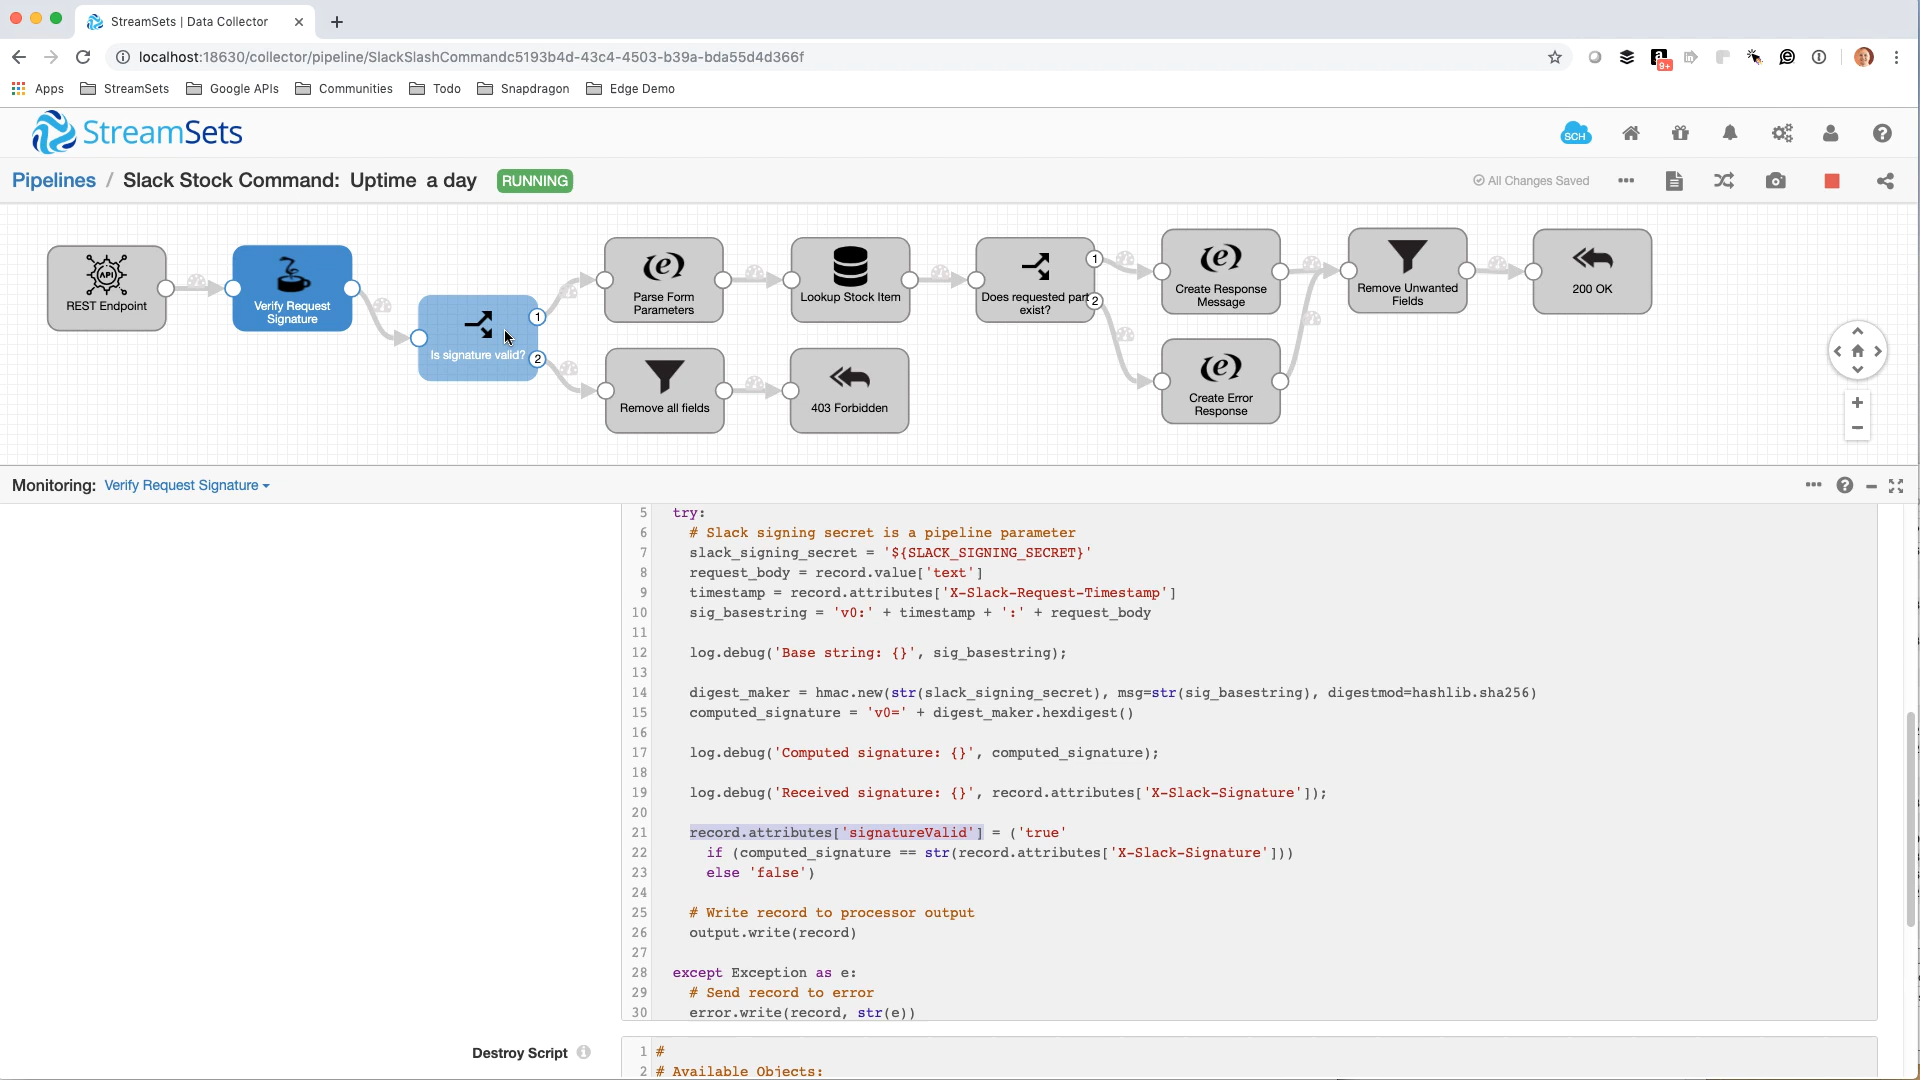 StreamSets | Data Collector
localhost:18630/collector/pipeline/SlackSlashCommandc5193b4d-43c4-4503-b39a-bda55d4d366f
9+
Apps StreamSets Google APIs Communities Todo Snapdragon Edge Demo
StreamSets
SCH
Pipelines / Slack Stock Command: Uptime a day RUNNING
All Changes Saved
API
REST Endpoint
Verify Request
Signature
Is signature valid?
1
2
Parse Form
Parameters
Lookup Stock Item
Does requested part
exist?
1
2
Create Response
Message
Remove Unwanted
Fields
200 OK
Remove all fields
403 Forbidden
Create Error
Response
Monitoring: Verify Request Signature
5 try:
6 # Slack signing secret is a pipeline parameter
7 slack_signing_secret = '${SLACK_SIGNING_SECRET}'
8 request_body = record.value['text']
9 timestamp = record.attributes['X-Slack-Request-Timestamp']
10 sig_basestring = 'v0:' + timestamp + ':' + request_body
11
12 log.debug('Base string: {}', sig_basestring);
13
14 digest_maker = hmac.new(str(slack_signing_secret), msg=str(sig_basestring), digestmod=hashlib.sha256)
15 computed_signature = 'v0=' + digest_maker.hexdigest()
16
17 log.debug('Computed signature: {}', computed_signature);
18
19 log.debug('Received signature: {}', record.attributes['X-Slack-Signature']);
20
21 record.attributes['signatureValid'] = ('true'
22 if (computed_signature == str(record.attributes['X-Slack-Signature']))
23 else 'false')
24
25 # Write record to processor output
26 output.write(record)
27
28 except Exception as e:
29 # Send record to error
30 error.write(record, str(e))
Destroy Script
1 #
2 # Available Objects: